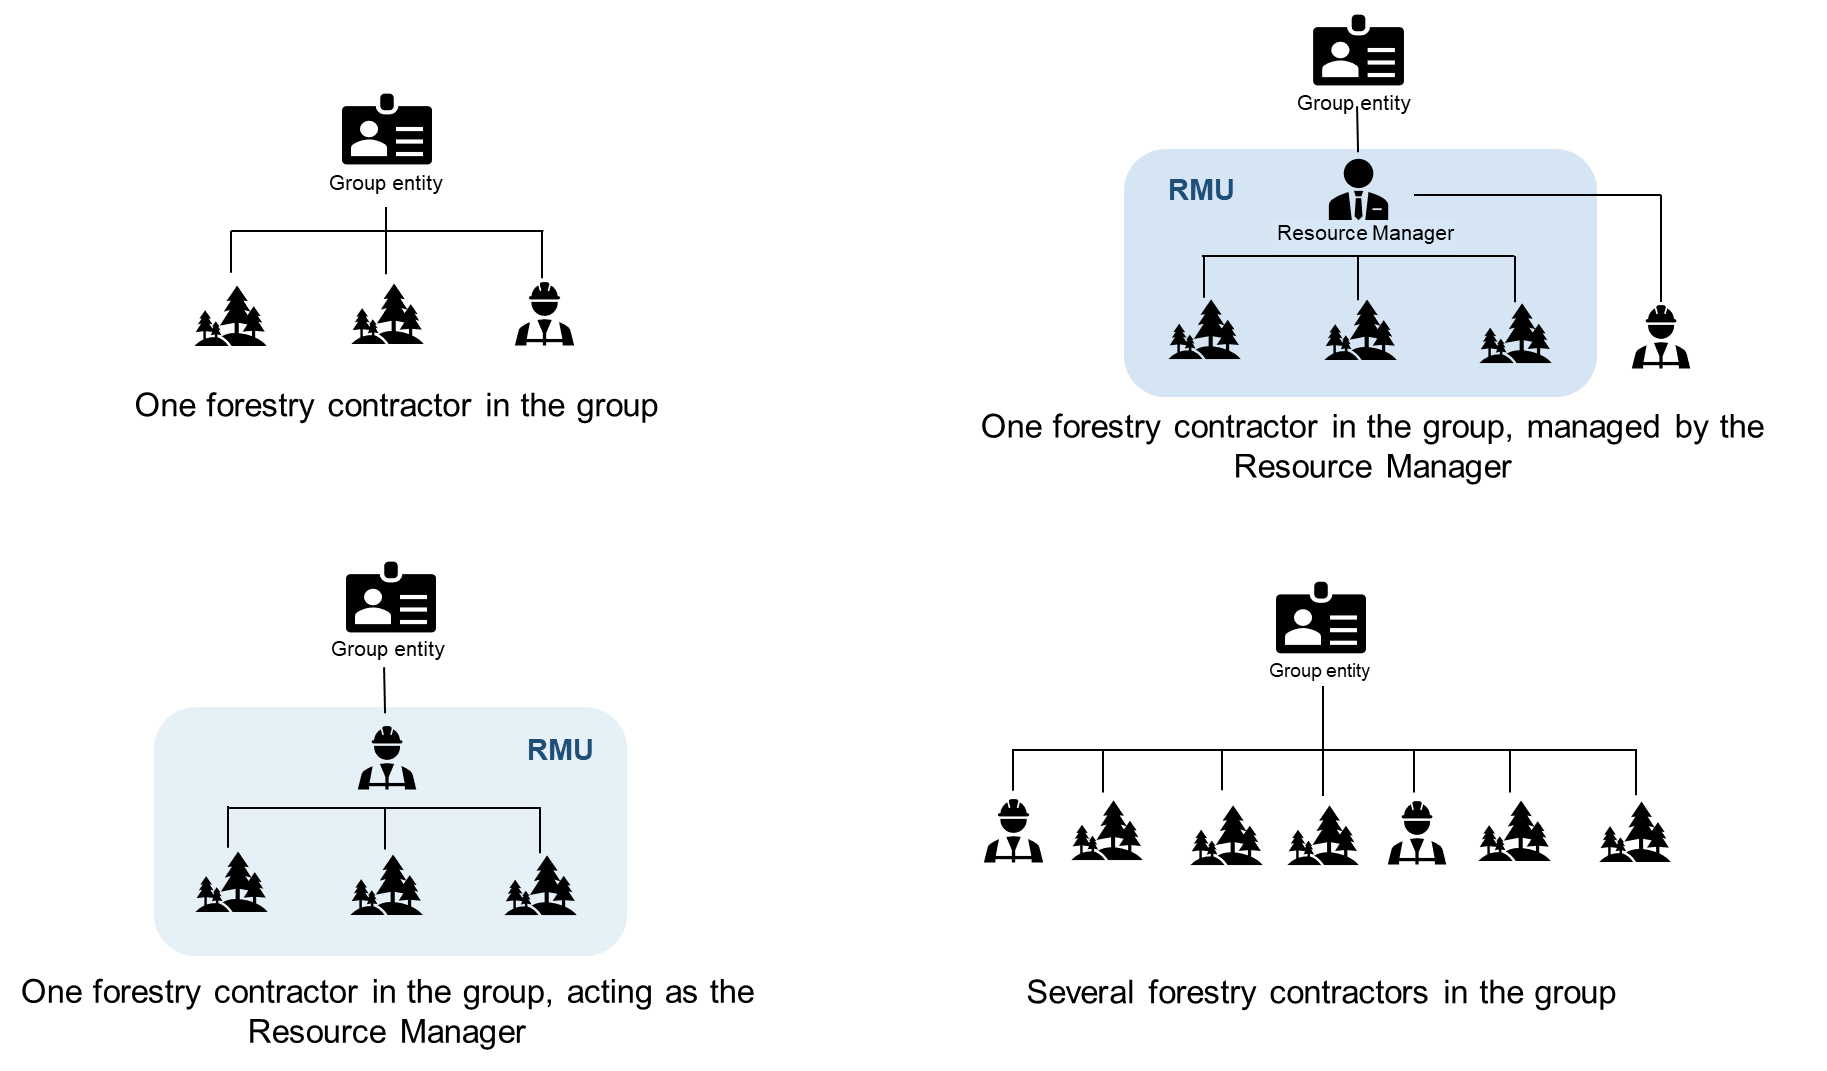 Group entity
One forestry contractor in the group
Group entity
RMU
Resource Manager
One forestry contractor in the group, managed by the
Resource Manager
Group entity
RMU
One forestry contractor in the group, acting as the
Resource Manager
Group entity
Several forestry contractors in the group